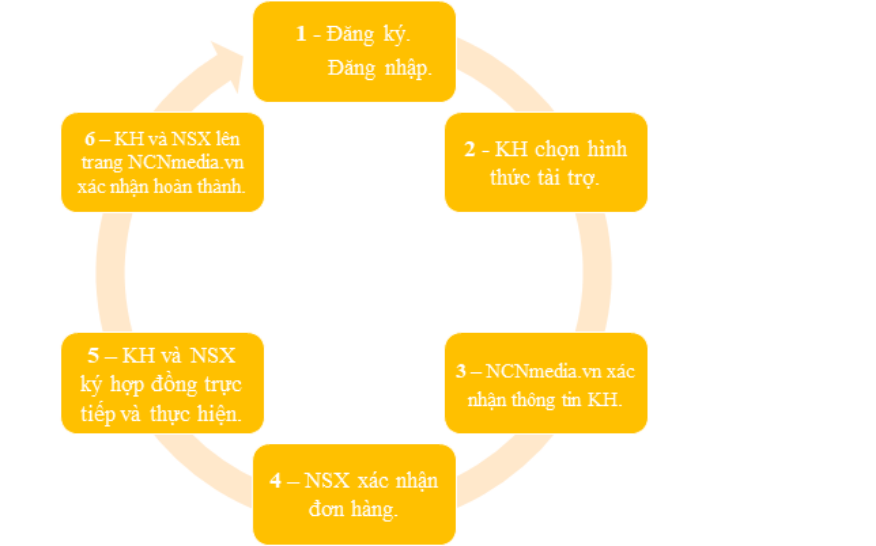 1 - Đăng ký.
Đăng nhập.
2 - KH chọn hình
thức tài trợ.
3 – NCNmedia.vn xác
nhận thông tin KH.
4 – NSX xác nhận
đơn hàng.
5 – KH và NSX
ký hợp đồng trực
tiếp và thực hiện.
6 – KH và NSX lên
trang NCNmedia.vn
xác nhận hoàn thành.